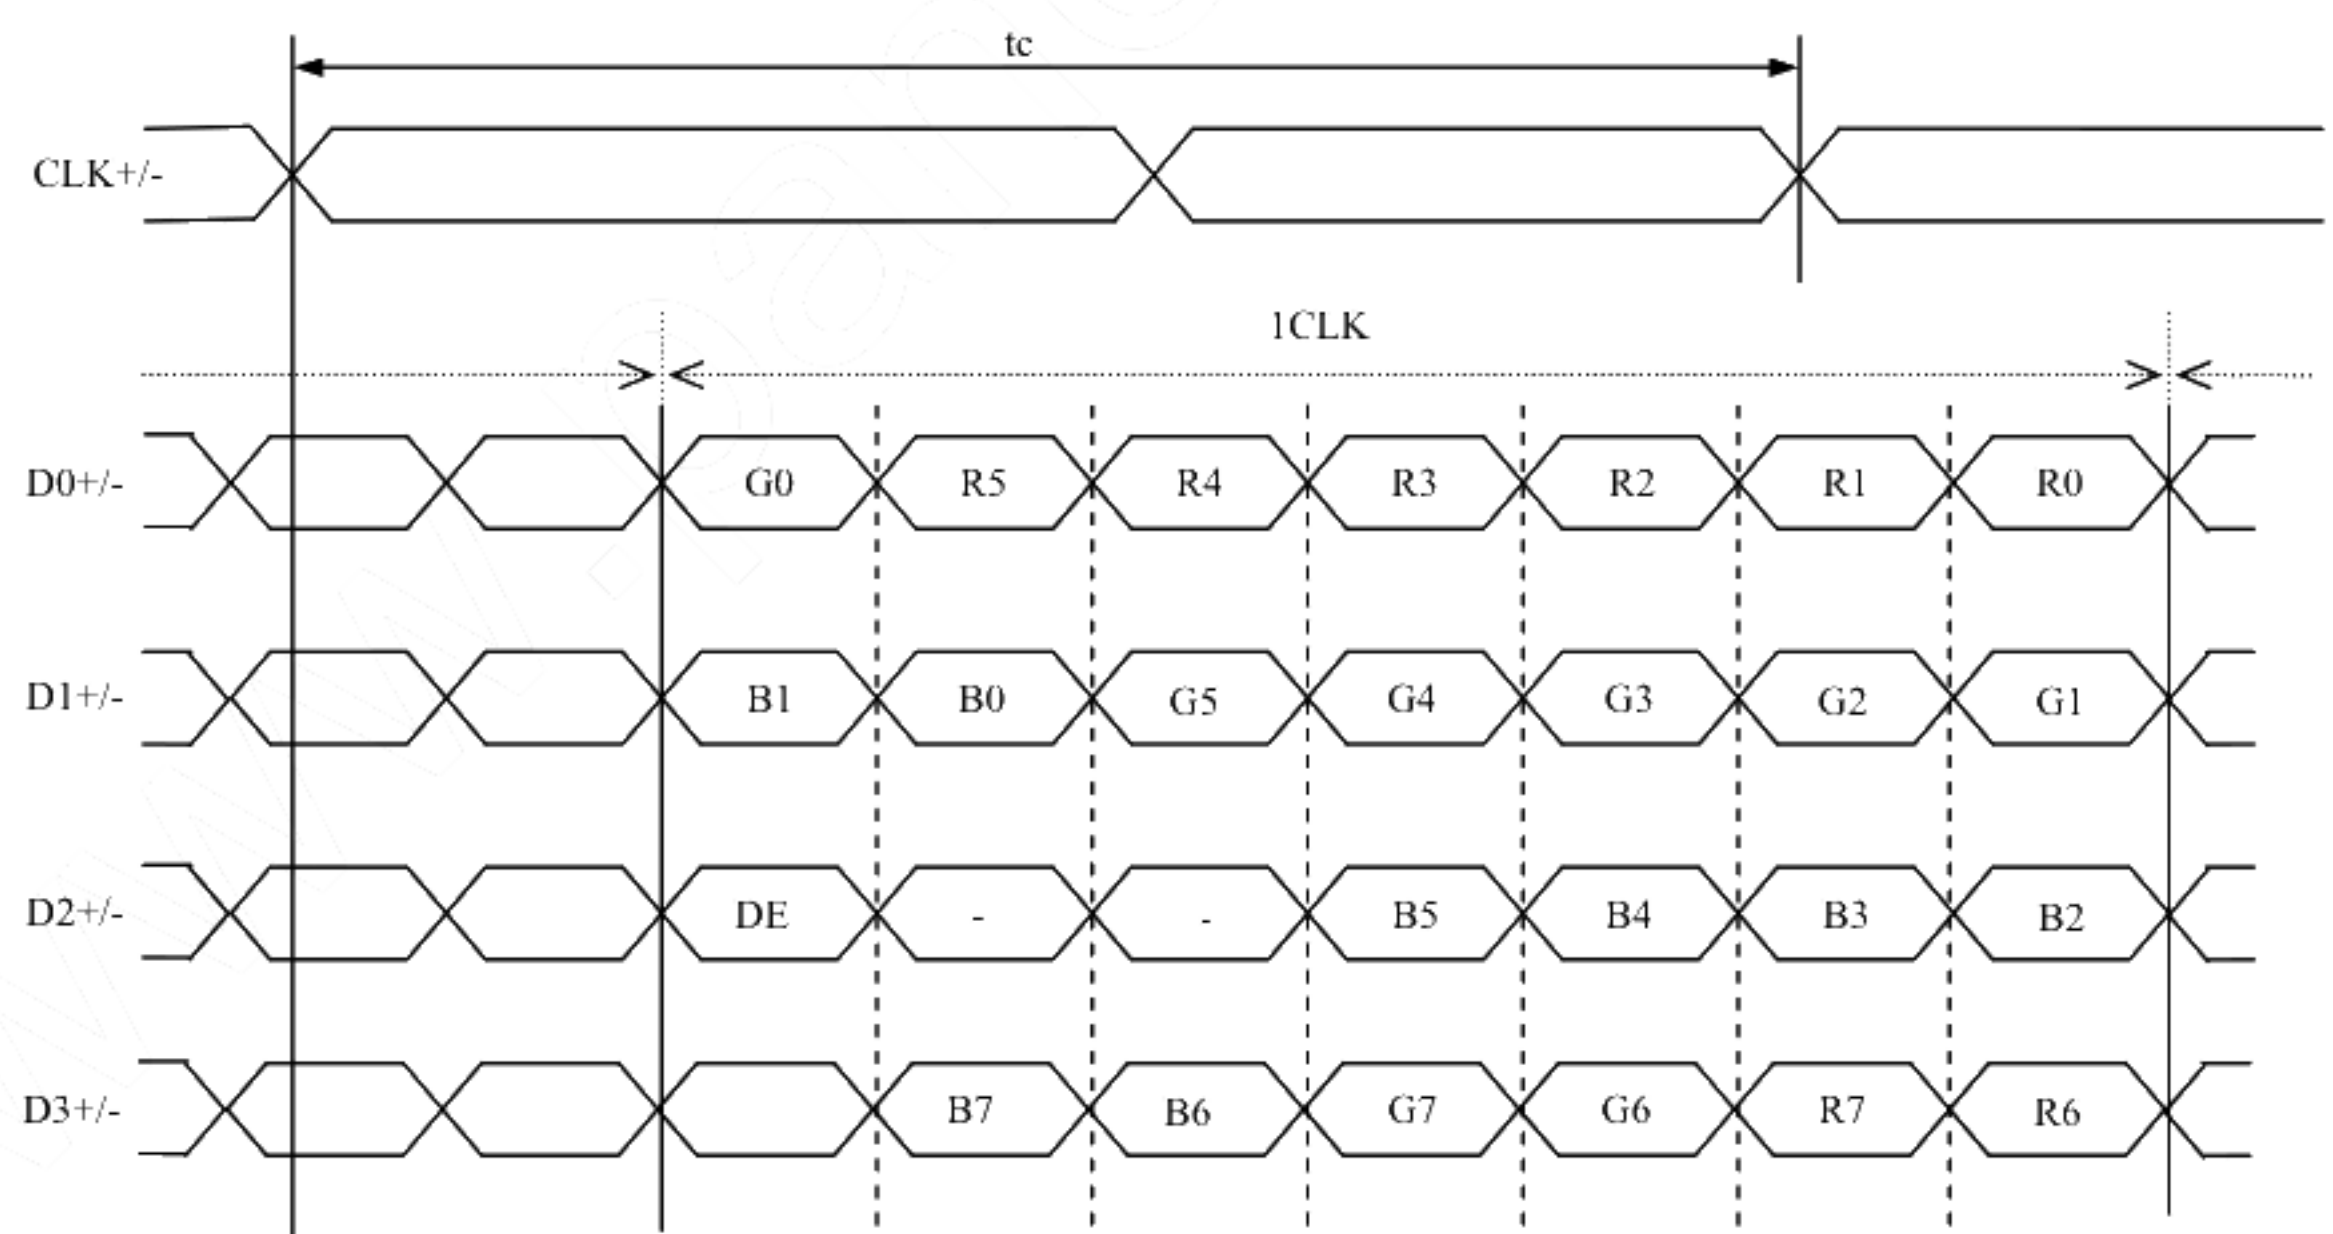 tc
CLK+/-
1CLK
D0+/- G0 R5 R4 R3 R2 R1 R0
D1+/- B1 B0 G5 G4 G3 G2 G1
D2+/- DE - - B5 B4 B3 B2
D3+/- B7 B6 G7 G6 R7 R6